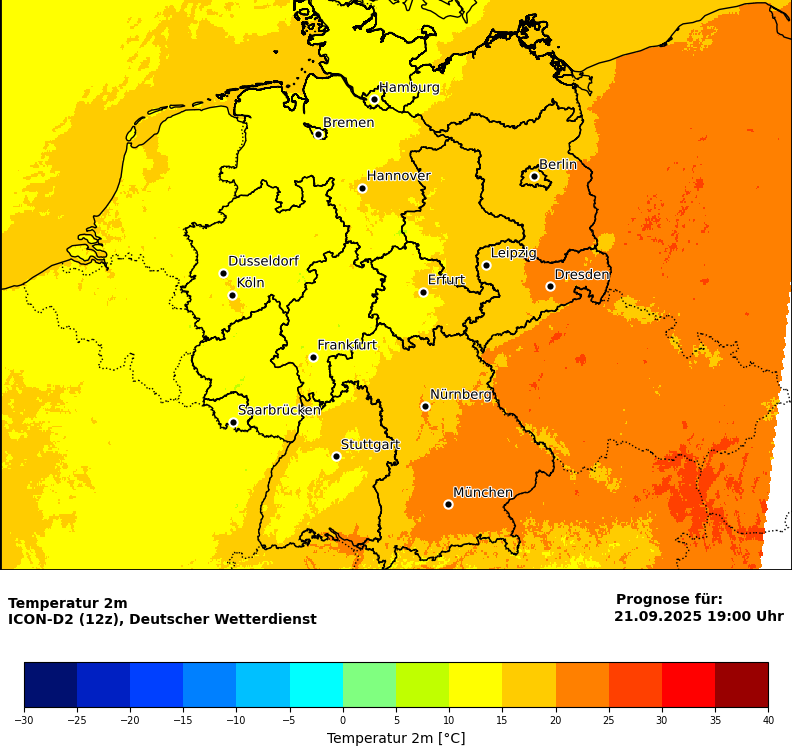 Hamburg
Bremen
Berlin
Hannover
Leipzig
Düsseldorf
Dresden
Köln
Erfurt
Frankfurt
Nürnberg
Saarbrücken
Stuttgart
München
Temperatur 2m
ICON-D2 (12z), Deutscher Wetterdienst
Prognose für:
21.09.2025 19:00 Uhr
−30 −25 −20 −15 −10 −5 0 5 10 15 20 25 30 35 40
Temperatur 2m [°C]